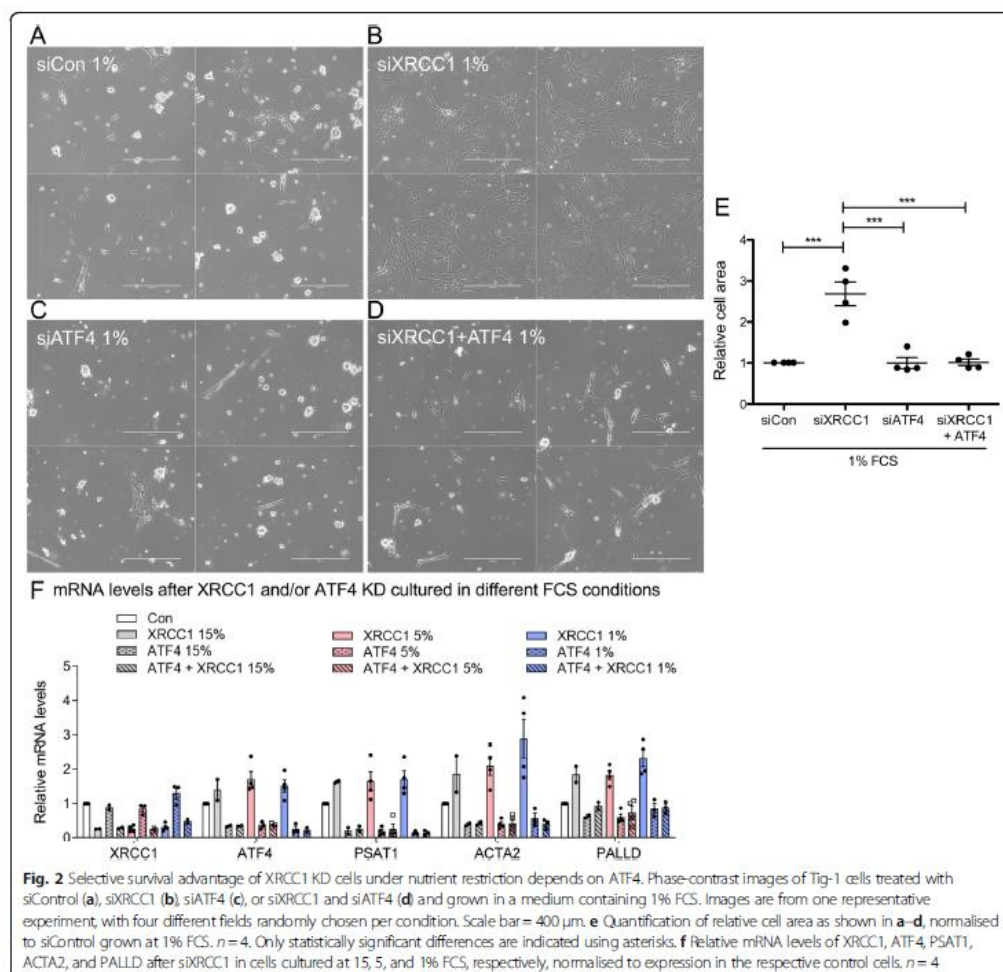 A
siCon 1%
B
siXRCC1 1%
C
siATF4 1%
D
siXRCC1+ATF4 1%
E
Relative cell area
4
3
2
1
0
***
***
***
siCon
siXRCC1
siATF4
siXRCC1
+ ATF4
1% FCS
F mRNA levels after XRCC1 and/or ATF4 KD cultured in different FCS conditions
Con
XRCC1 15%
ATF4 15%
ATF4 + XRCC1 15%
XRCC1 5%
ATF4 5%
ATF4 + XRCC1 5%
XRCC1 1%
ATF4 1%
ATF4 + XRCC1 1%
Relative mRNA levels
5
4
3
2
1
0
XRCC1
ATF4
PSAT1
ACTA2
PALLD
Fig. 2 Selective survival advantage of XRCC1 KD cells under nutrient restriction depends on ATF4. Phase-contrast images of Tig-1 cells treated with
siControl (a), siXRCC1 (b), siATF4 (c), or siXRCC1 and siATF4 (d) and grown in a medium containing 1% FCS. Images are from one representative
experiment, with four different fields randomly chosen per condition. Scale bar = 400 μm. e Quantification of relative cell area as shown in a–d, normalised
to siControl grown at 1% FCS. n = 4. Only statistically significant differences are indicated using asterisks. f Relative mRNA levels of XRCC1, ATF4, PSAT1,
ACTA2, and PALLD after siXRCC1 in cells cultured at 15, 5, and 1% FCS, respectively, normalised to expression in the respective control cells. n = 4